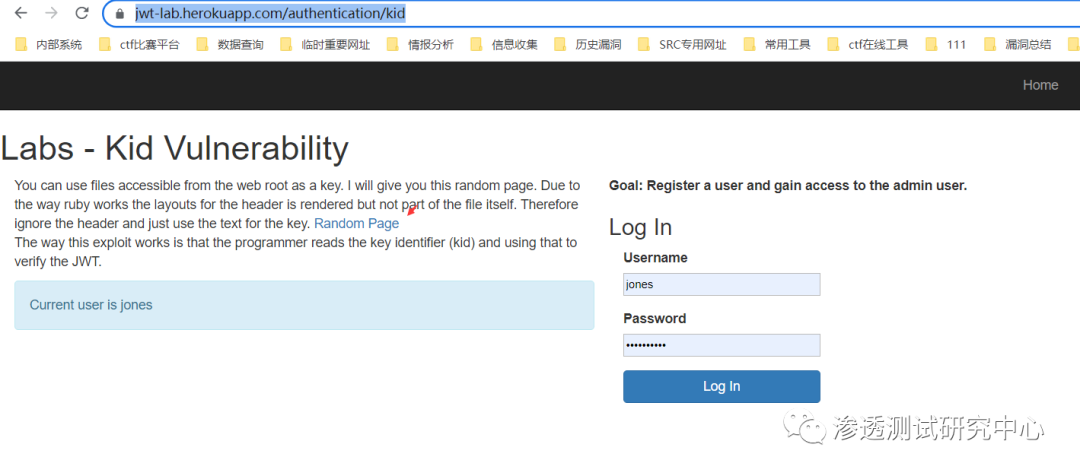 jwt-lab.herokuapp.com/authentication/kid
内部系统 ctf比赛平台 数据查询 临时重要网址 情报分析 信息收集 历史漏洞 SRC专用网址 常用工具 ctf在线工具 111 漏洞总结
Home
Labs - Kid Vulnerability
You can use files accessible from the web root as a key. I will give you this random page. Due to
the way ruby works the layouts for the header is rendered but not part of the file itself. Therefore
ignore the header and just use the text for the key. Random Page
The way this exploit works is that the programmer reads the key identifier (kid) and using that to
verify the JWT.
Current user is jones
Goal: Register a user and gain access to the admin user.
Log In
Username
jones
Password
••••••••••
Log In
渗透测试研究中心